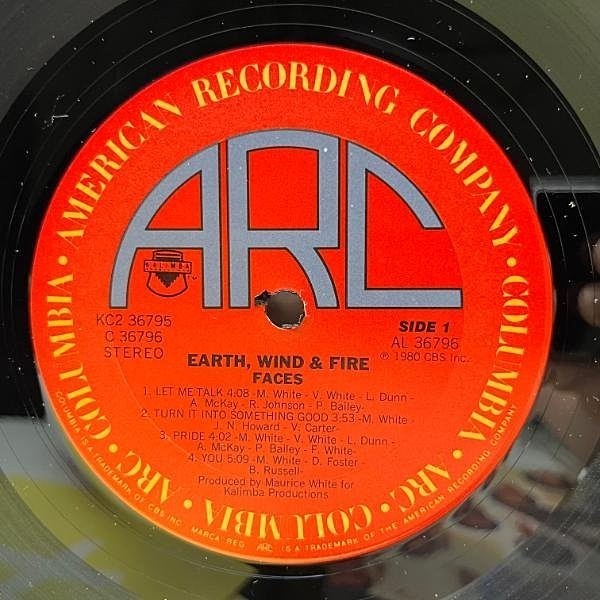 ARC · COLUMBIA · AMERICAN RECORDING COMPANY · COLUMBIA · ARC · COLUMBIA ·
ARC
KALIMBA
TM
KC2 36795
C 36796
STEREO
SIDE 1
AL 36796
℗ 1980 CBS Inc.
EARTH, WIND & FIRE
FACES
1. LET ME TALK 4:08 -M. White - V. White - L. Dunn -
A. McKay - R. Johnson - P. Bailey-
2. TURN IT INTO SOMETHING GOOD 3:53 -M. White -
J. N. Howard - V. Carter-
3. PRIDE 4:02 -M. White - V. White - L. Dunn -
A. McKay - P. Bailey - F. White-
4. YOU 5:09 -M. White - D. Foster -
B. Russell-
Produced by Maurice White for
Kalimba Productions
COLUMBIA IS A TRADEMARK OF CBS INC. MARCA REG. ARC IS A TRADEMARK OF THE AMERICAN RECORDING COMPANY